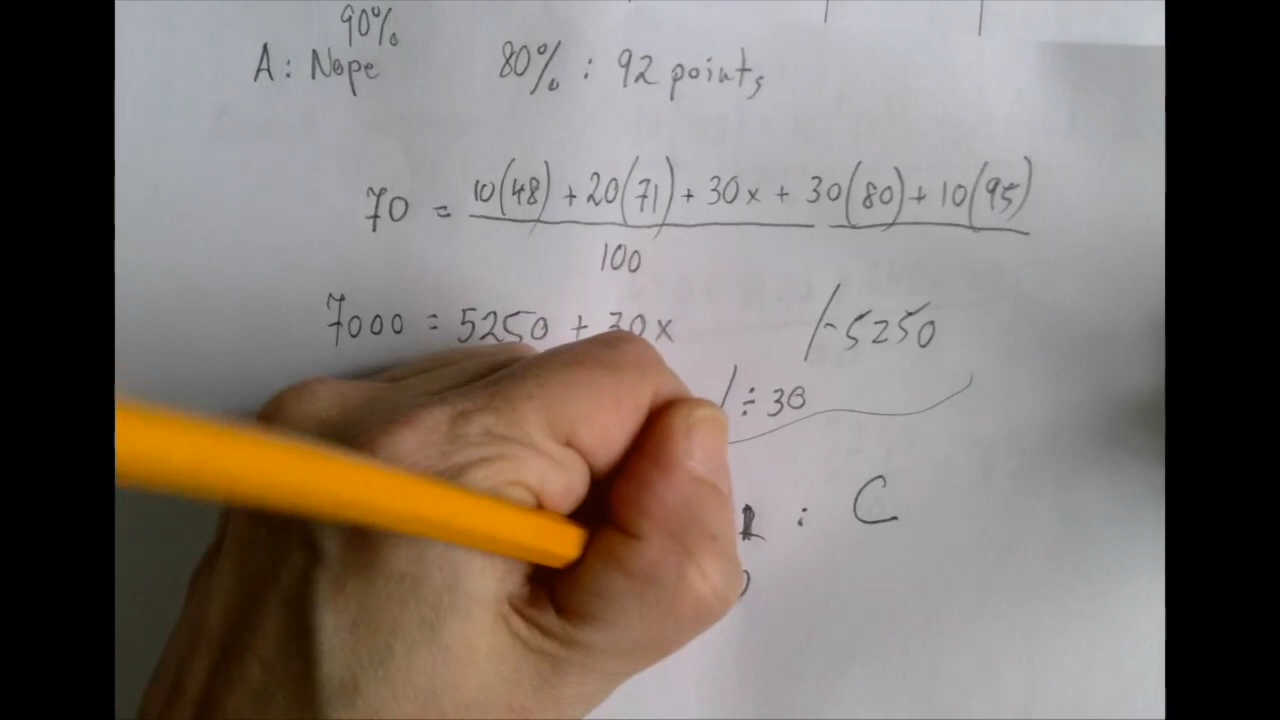 90%
A: Nope 80% : 92 points
70 = 10(48) + 20(71) + 30x + 30(80) + 10(95)
100
7000 = 5250 + 30x /-5250
/ ÷ 30
: C